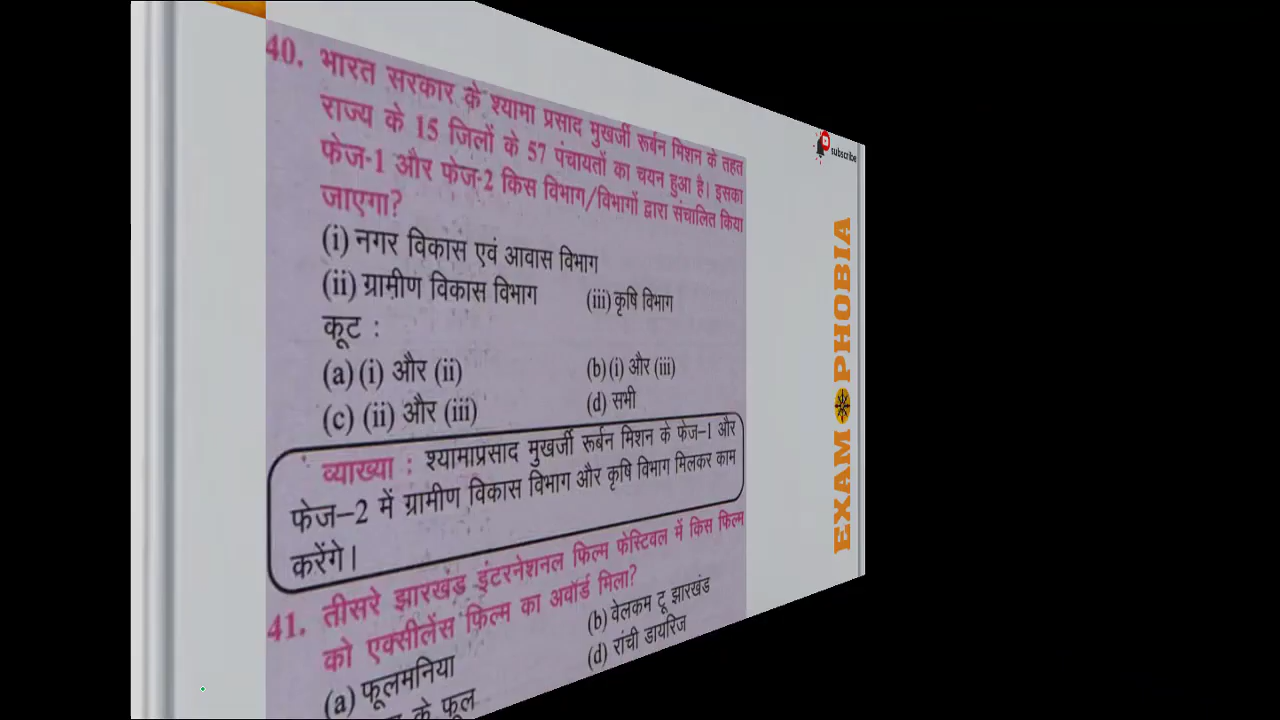 40. भारत सरकार के श्यामा प्रसाद मुखर्जी रूर्बन मिशन के तहत
राज्य के 15 जिलों के 57 पंचायतों का चयन हुआ है। इसका
फेज-1 और फेज-2 किस विभाग/विभागों द्वारा संचालित किया
जाएगा?
(i) नगर विकास एवं आवास विभाग
(ii) ग्रामीण विकास विभाग (iii) कृषि विभाग
कूट :
(a) (i) और (ii) (b) (i) और (iii)
(c) (ii) और (iii) (d) सभी
व्याख्या : श्यामाप्रसाद मुखर्जी रूर्बन मिशन के फेज-1 और
फेज-2 में ग्रामीण विकास विभाग और कृषि विभाग मिलकर काम
करेंगे।
41. तीसरे झारखंड इंटरनेशनल फिल्म फेस्टिवल में किस फिल्म
को एक्सीलेंस फिल्म का अवॉर्ड मिला?
(a) फूलमनिया (b) वेलकम टू झारखंड
के फूल (d) रांची डायरिज
subscribe
EXAM PHOBIA